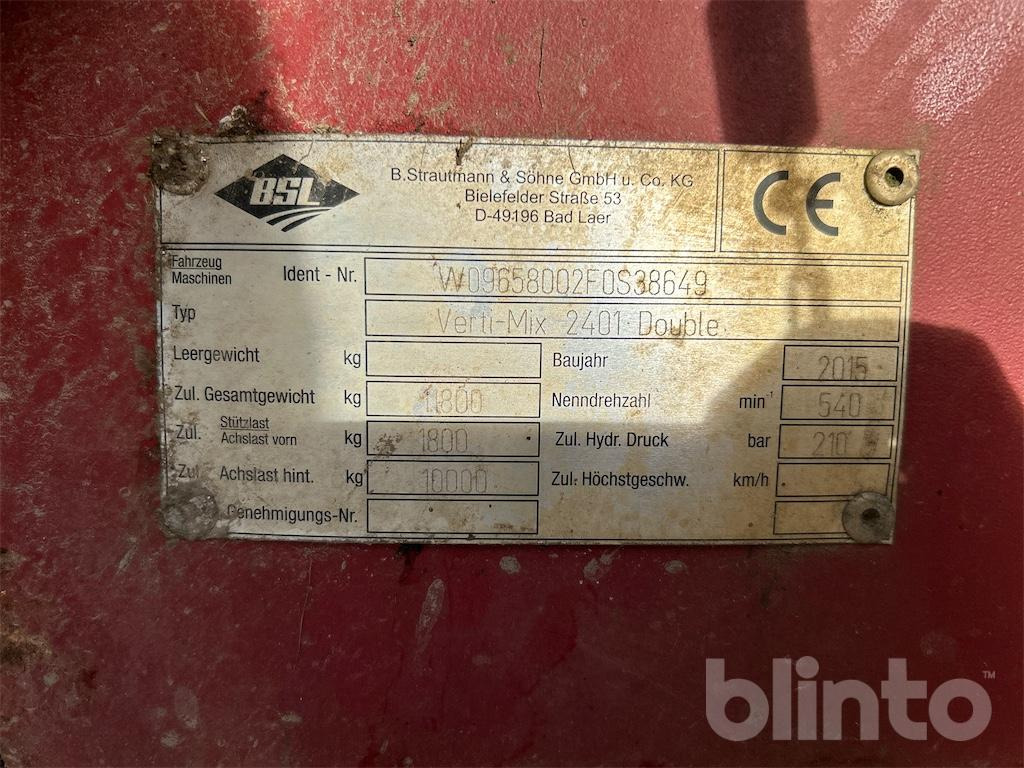 BSL
B.Strautmann & Söhne GmbH u. Co. KG
Bielefelder Straße 53
D-49196 Bad Laer
CE
Fahrzeug
Maschinen
Ident - Nr. W09658002F0S38649
Typ Verti-Mix 2401 Double
Leergewicht kg
Baujahr 2015
Zul. Gesamtgewicht kg 11800
Nenndrehzahl min⁻¹ 540
Zul. Stützlast
Achslast vorn kg 1800
Zul. Hydr. Druck bar 210
Zul. Achslast hint. kg 10000
Zul. Höchstgeschw. km/h
Genehmigungs-Nr.
blinto™